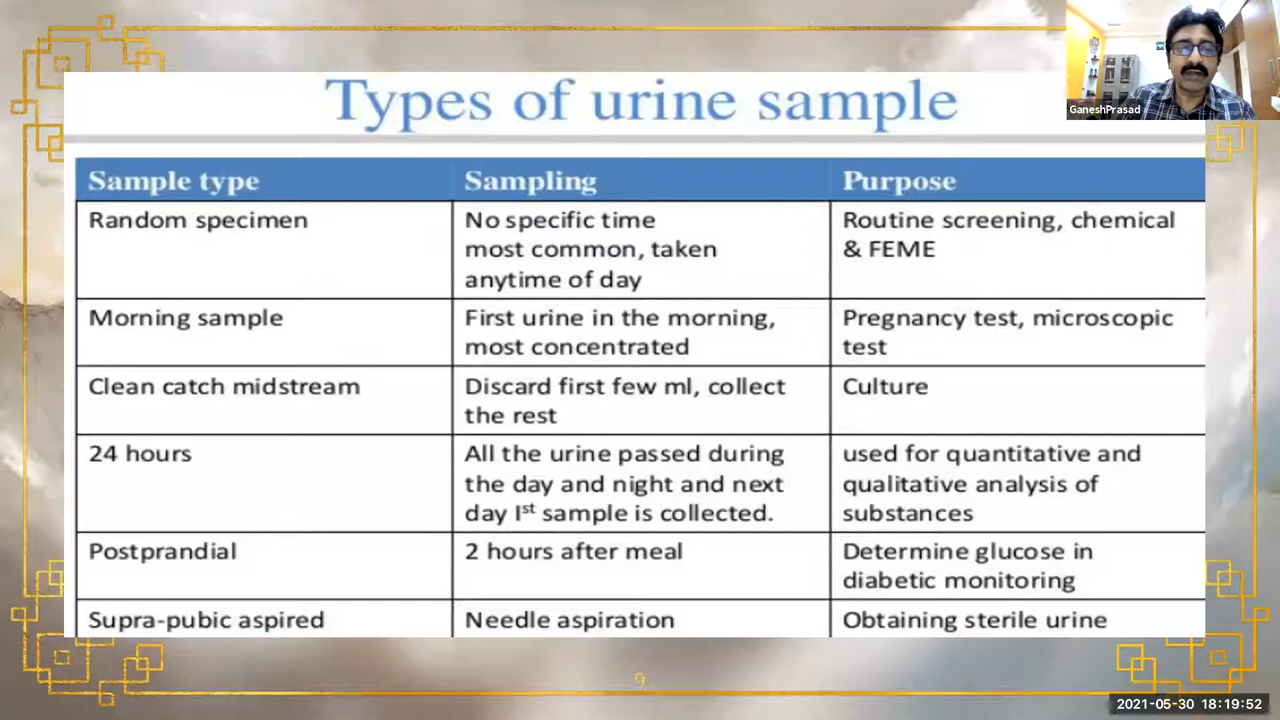 Types of urine sample
GaneshPrasad
Sample type
Sampling
Purpose
Random specimen
No specific time
most common, taken
anytime of day
Routine screening, chemical
& FEME
Morning sample
First urine in the morning,
most concentrated
Pregnancy test, microscopic
test
Clean catch midstream
Discard first few ml, collect
the rest
Culture
24 hours
All the urine passed during
the day and night and next
day Ist sample is collected.
used for quantitative and
qualitative analysis of
substances
Postprandial
2 hours after meal
Determine glucose in
diabetic monitoring
Supra-pubic aspired
Needle aspiration
Obtaining sterile urine
9
2021-05-30 18:19:52